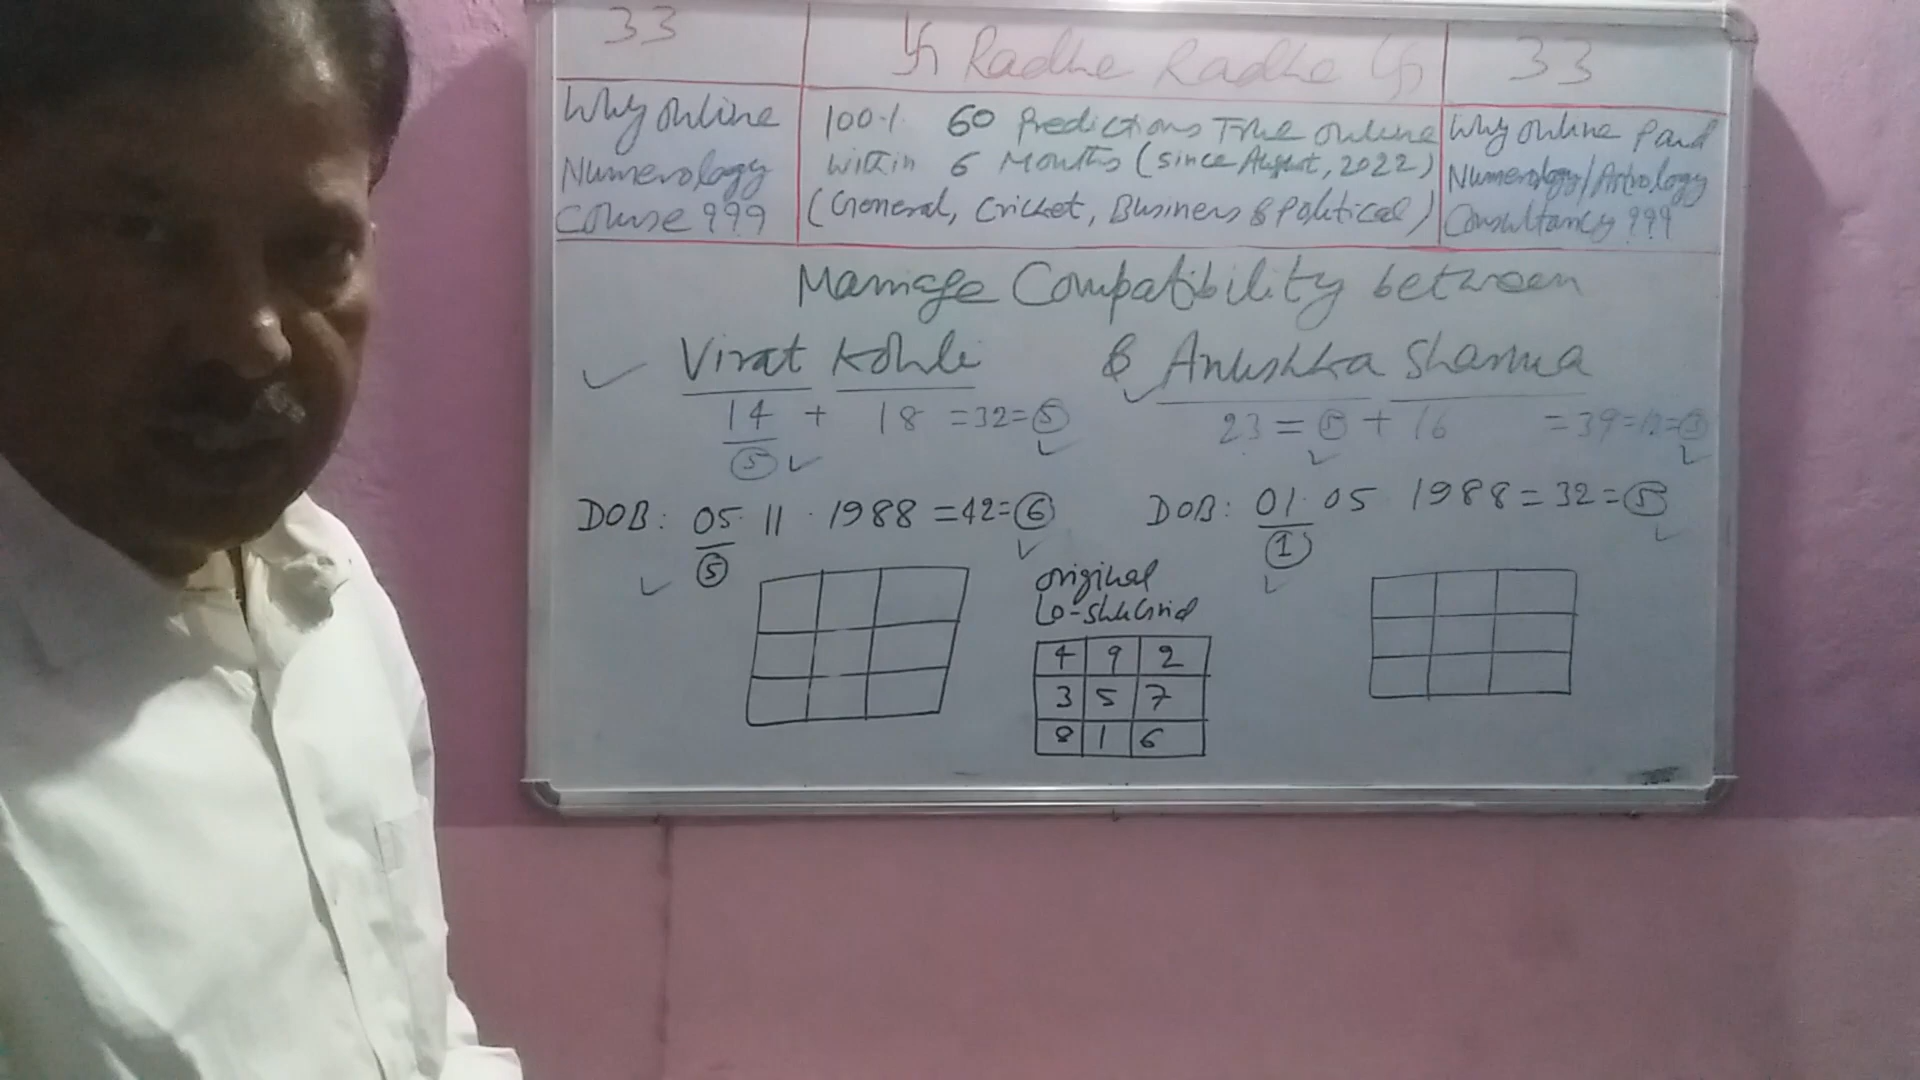 33
卐 Radhe Radhe 卐
33
Why online
Numerology
Course ???
100% 60 Predictions True online
within 6 Months (since August, 2022)
(General, Cricket, Business & Political)
Why online Paid
Numerology/Astrology
Consultancy ???
Marriage Compatibility between
✓ Virat Kohli & ✓ Anushka Sharma
14 + 18 = 32 = 5 ✓
5 ✓
23 = 5 + 16 = 39 = 12 = 3
✓ ✓
DOB: 05 · 11 · 1988 = 42 = 6 ✓
✓ 5
DOB: 01 · 05 1988 = 32 = 5 ✓
1 ✓
original
Lo-Shu Grid
4 9 2
3 5 7
8 1 6